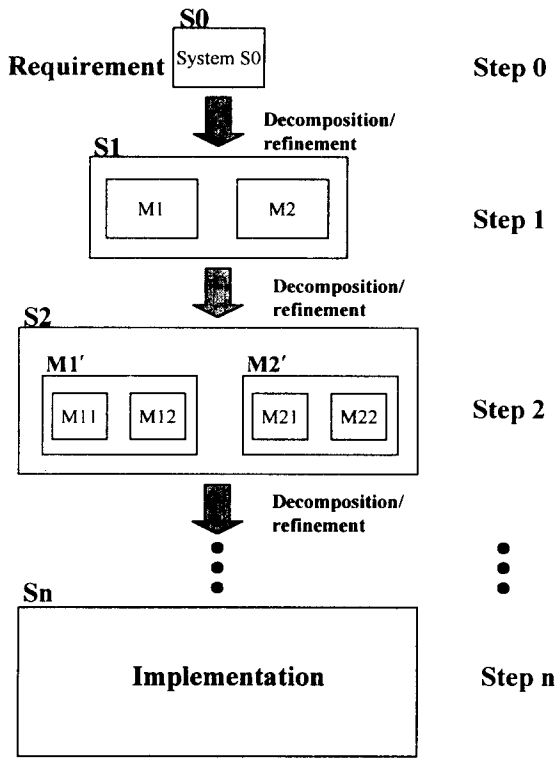 S0
Requirement
System S0
Step 0
Decomposition/
refinement
S1
M1
M2
Step 1
Decomposition/
refinement
S2
M1′
M2′
M11
M12
M21
M22
Step 2
Decomposition/
refinement
Sn
Implementation
Step n